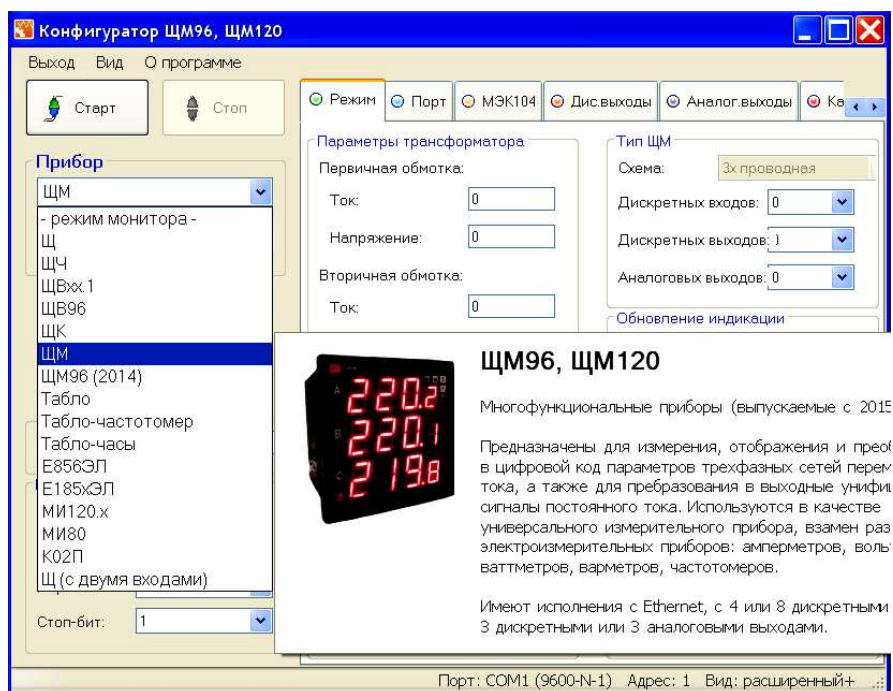 Конфигуратор ЩМ96, ЩМ120
Выход Вид О программе
Старт Стоп
Режим Порт МЭК104 Дис.выходы Аналог.выходы
Прибор
ЩМ
- режим монитора -
Щ
ЩЧ
ЩВхх.1
ЩВ96
ЩК
ЩМ
ЩМ96 (2014)
Табло
Табло-частотомер
Табло-часы
Е856ЭЛ
Е185хЭЛ
МИ120.х
МИ80
К02П
Щ (с двумя входами)
Стоп-бит: 1
Параметры трансформатора
Первичная обмотка:
Ток: 0
Напряжение: 0
Вторичная обмотка:
Ток: 0
Тип ЩМ
Схема: 3х проводная
Дискретных входов: 0
Дискретных выходов:
Аналоговых выходов: 0
Обновление индикации
220.2
220.1
219.8
A
B
C
ЩМ96, ЩМ120
Многофункциональные приборы (выпускаемые с 2015
Предназначены для измерения, отображения и преоб
в цифровой код параметров трехфазных сетей перем
тока, а также для пребразования в выходные унифиц
сигналы постоянного тока. Используются в качестве
универсального измерительного прибора, взамен раз
электроизмерительных приборов: амперметров, воль
ваттметров, варметров, частотомеров.
Имеют исполнения с Ethernet, с 4 или 8 дискретными
3 дискретными или 3 аналоговыми выходами.
Порт: COM1 (9600-N-1) Адрес: 1 Вид: расширенный+